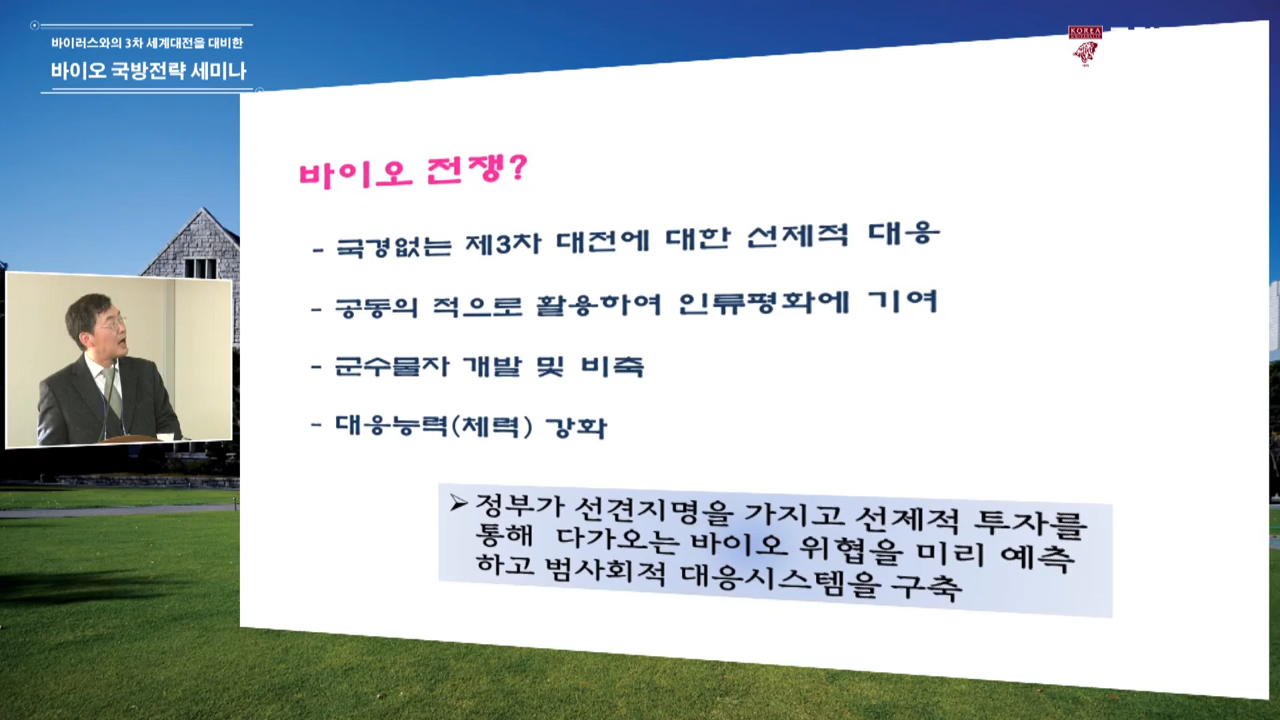 바이러스와의 3차 세계대전을 대비한
바이오 국방전략 세미나
KOREA
UNIVERSITY
바이오 전쟁?
- 국경없는 제3차 대전에 대한 선제적 대응
- 공동의 적으로 활용하여 인류평화에 기여
- 군수물자 개발 및 비축
- 대응능력(체력) 강화
➢ 정부가 선견지명을 가지고 선제적 투자를
통해 다가오는 바이오 위협을 미리 예측
하고 범사회적 대응시스템을 구축